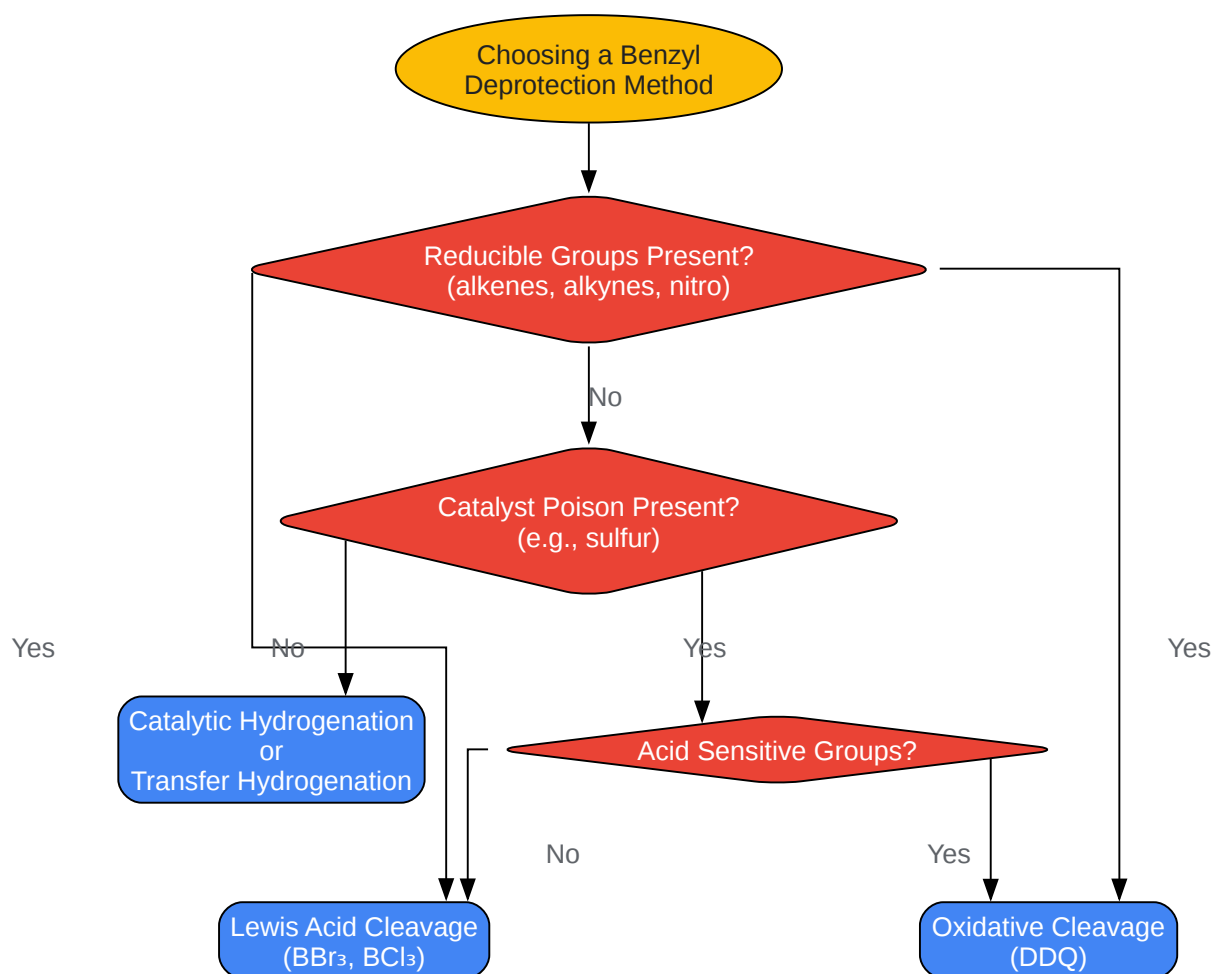 Choosing a Benzyl
Deprotection Method
Reducible Groups Present?
(alkenes, alkynes, nitro)
No
Catalyst Poison Present?
(e.g., sulfur)
Yes
No
Yes
Yes
Catalytic Hydrogenation
or
Transfer Hydrogenation
Acid Sensitive Groups?
No
Yes
Lewis Acid Cleavage
(BBr₃, BCl₃)
Oxidative Cleavage
(DDQ)